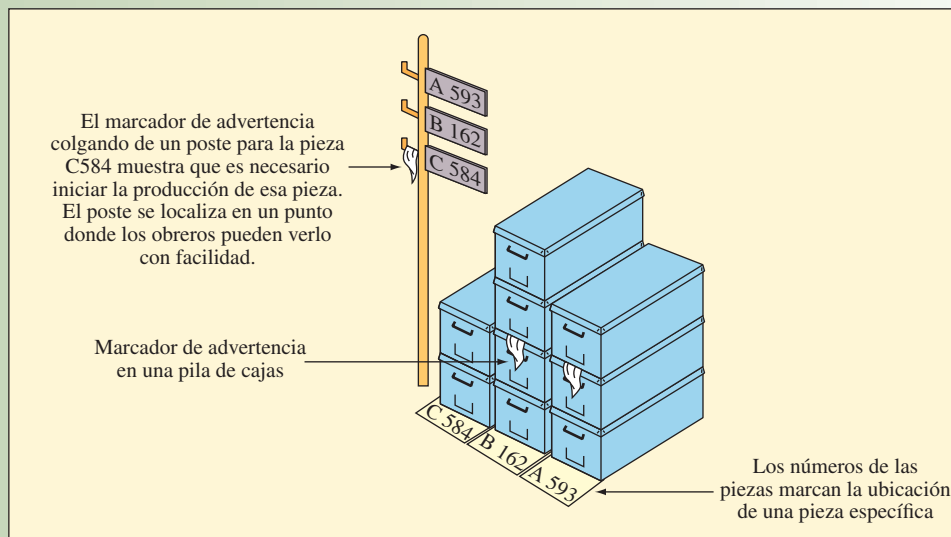 A 593
B 162
C 584
El marcador de advertencia
colgando de un poste para la pieza
C584 muestra que es necesario
iniciar la producción de esa pieza.
El poste se localiza en un punto
donde los obreros pueden verlo
con facilidad.
Marcador de advertencia
en una pila de cajas
C 584
B 162
A 593
Los números de las
piezas marcan la ubicación
de una pieza específica